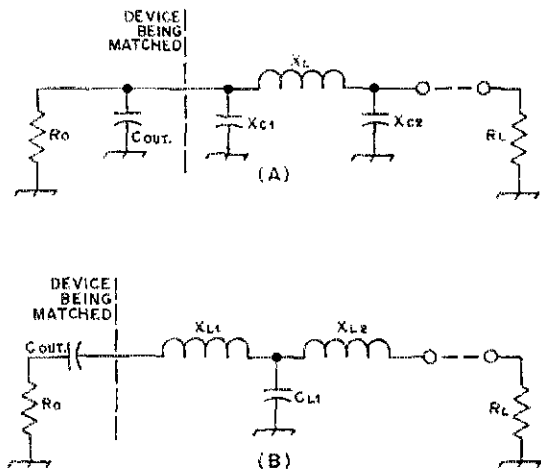 DEVICE
BEING
MATCHED
XL
RO
COUT.
XC1
XC2
RL
(A)
DEVICE
BEING
MATCHED
COUT.
XL1
XL2
RO
CL1
RL
(B)